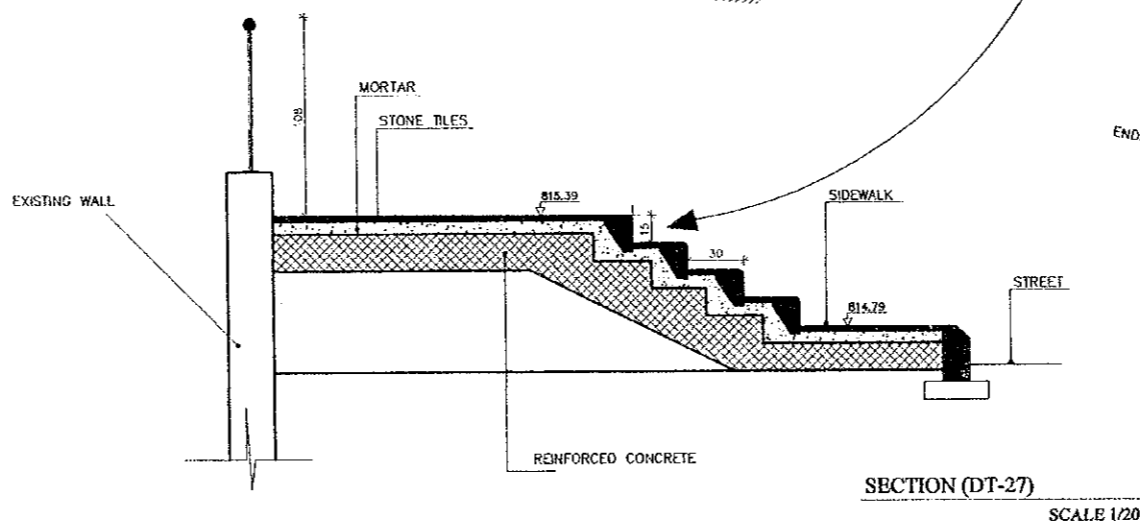 MORTAR
108
STONE TILES
END
EXISTING WALL
815.39
SIDEWALK
15
30
STREET
814.79
REINFORCED CONCRETE
SECTION (DT-27)
SCALE 1/20